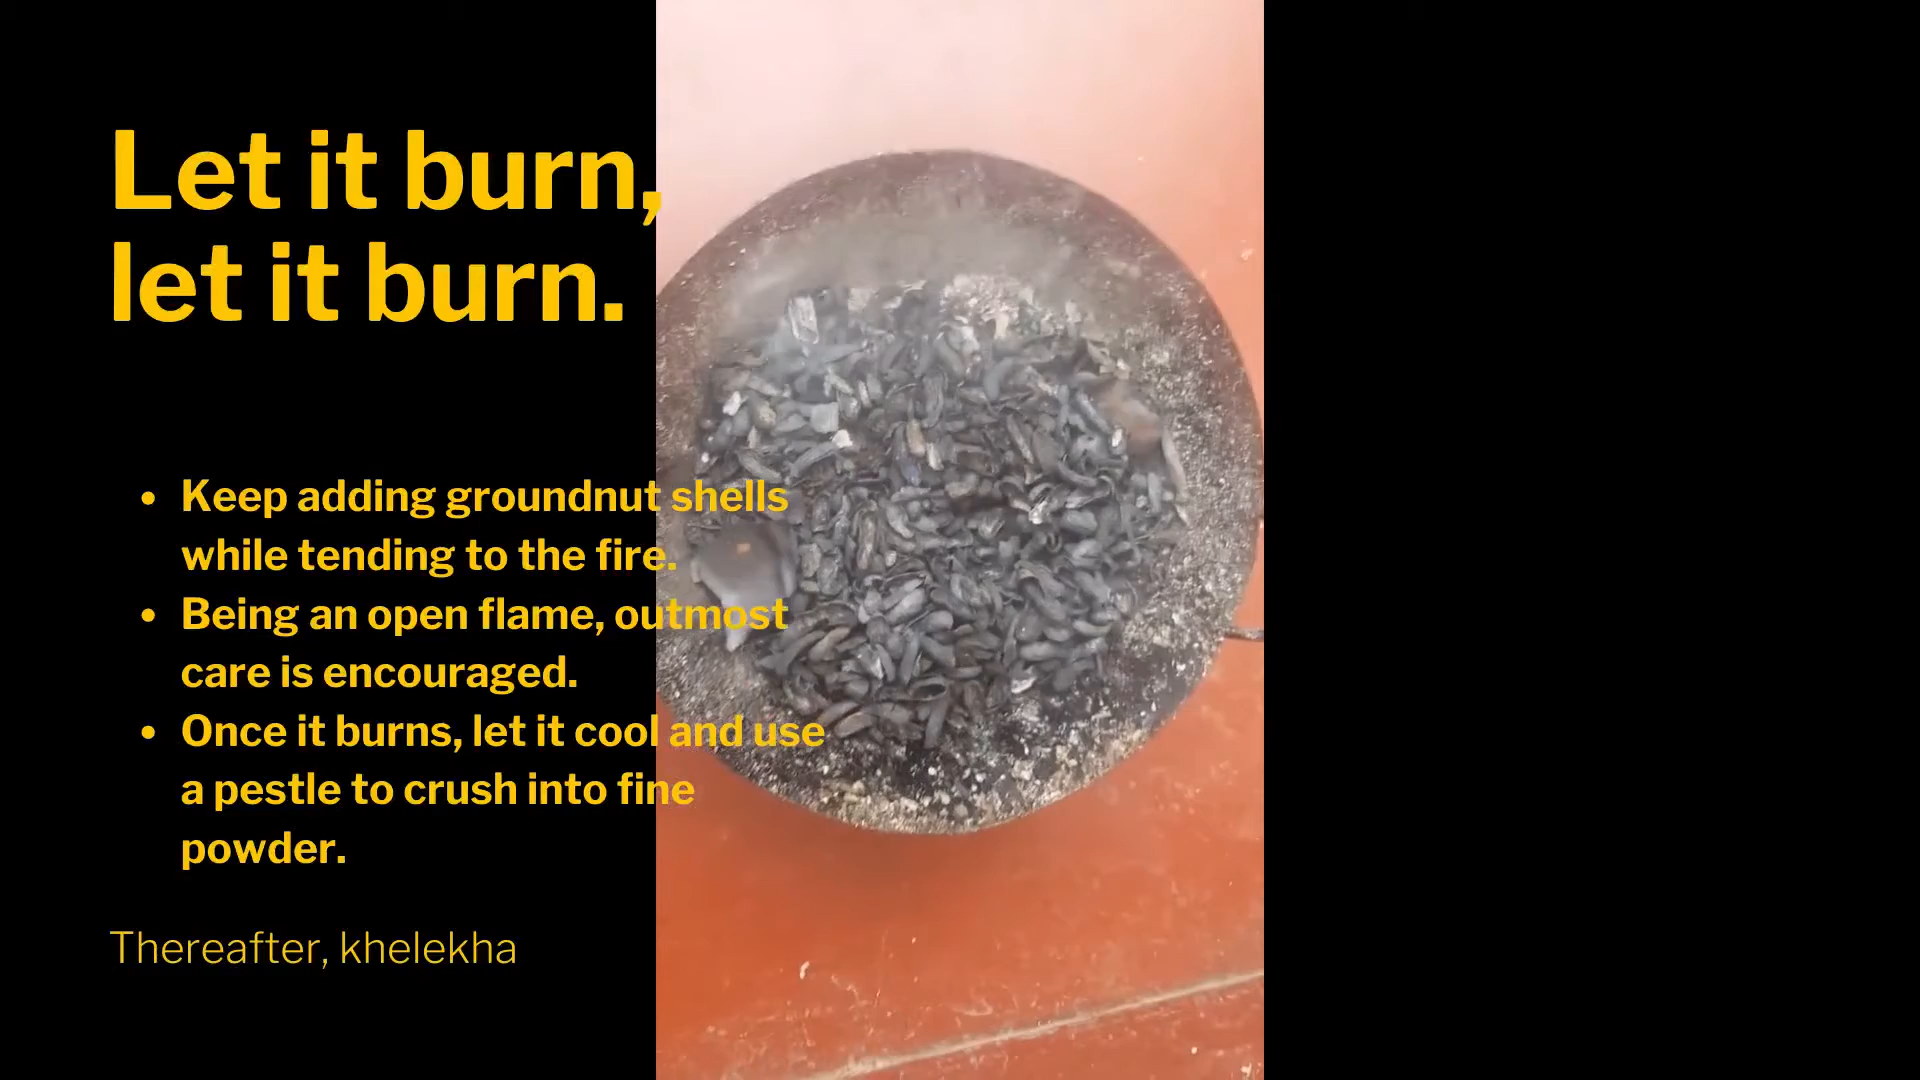 Let it burn,
let it burn.
• Keep adding groundnut shells
while tending to the fire.
• Being an open flame, outmost
care is encouraged.
• Once it burns, let it cool and use
a pestle to crush into fine
powder.
Thereafter, khelekha